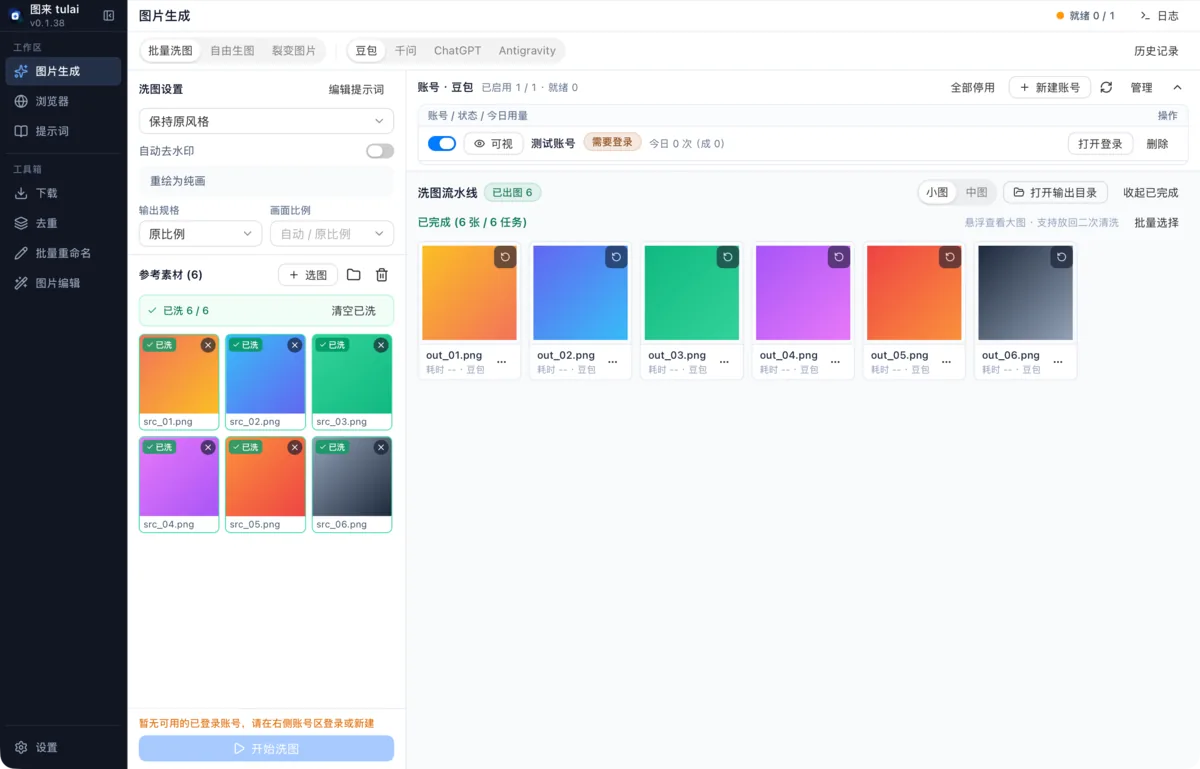 图来 tulai
v0.1.38
工作区
图片生成
浏览器
提示词
工具箱
下载
去重
批量重命名
图片编辑
设置
图片生成
就绪 0 / 1
日志
批量洗图 自由生图 裂变图片
豆包 千问 ChatGPT Antigravity
历史记录
洗图设置
编辑提示词
保持原风格
自动去水印
重绘为纯画
输出规格
画面比例
原比例
自动 / 原比例
参考素材 (6)
选图
已洗 6 / 6
清空已洗
已洗
已洗
已洗
src_01.png
src_02.png
src_03.png
已洗
已洗
已洗
src_04.png
src_05.png
src_06.png
暂无可用的已登录账号，请在右侧账号区登录或新建
开始洗图
账号 · 豆包 已启用 1 / 1 · 就绪 0
全部停用
新建账号
管理
账号 / 状态 / 今日用量
操作
可视
测试账号
需要登录
今日 0 次 (成 0)
打开登录
删除
洗图流水线
已出图 6
小图
中图
打开输出目录
收起已完成
已完成 (6 张 / 6 任务)
悬浮查看大图 · 支持放回二次清洗
批量选择
out_01.png
耗时 -- · 豆包
out_02.png
耗时 -- · 豆包
out_03.png
耗时 -- · 豆包
out_04.png
耗时 -- · 豆包
out_05.png
耗时 -- · 豆包
out_06.png
耗时 -- · 豆包